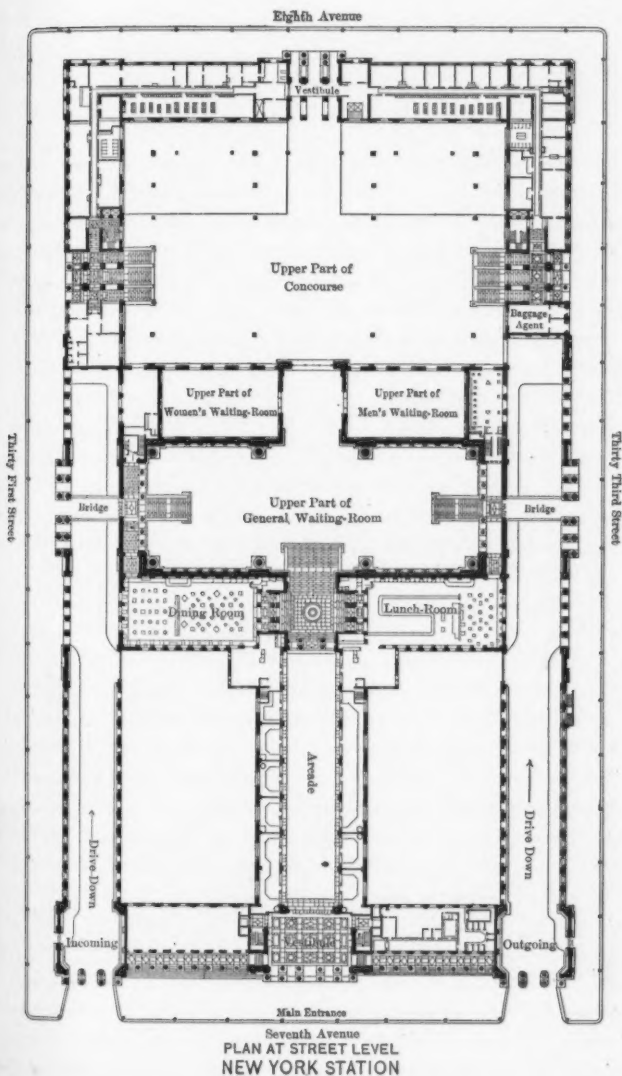 Eighth Avenue
Vestibule
Upper Part of
Concourse
Baggage
Agent
Upper Part of
Women's Waiting-Room
Upper Part of
Men's Waiting-Room
Thirty First Street
Thirty Third Street
Bridge
Upper Part of
General Waiting-Room
Bridge
Dining Room
Lunch-Room
Arcade
Drive Down
Drive Down
Incoming
Vestibule
Outgoing
Main Entrance
Seventh Avenue
PLAN AT STREET LEVEL
NEW YORK STATION